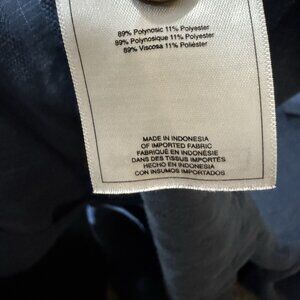 89% Polynosic 11% Polyester
89% Polynosique 11% Polyester
89% Viscosa 11% Poliéster
MADE IN INDONESIA
OF IMPORTED FABRIC
FABRIQUÉ EN INDONÉSIE
DANS DES TISSUS IMPORTÉS
HECHO EN INDONESIA
CON INSUMOS IMPORTADOS